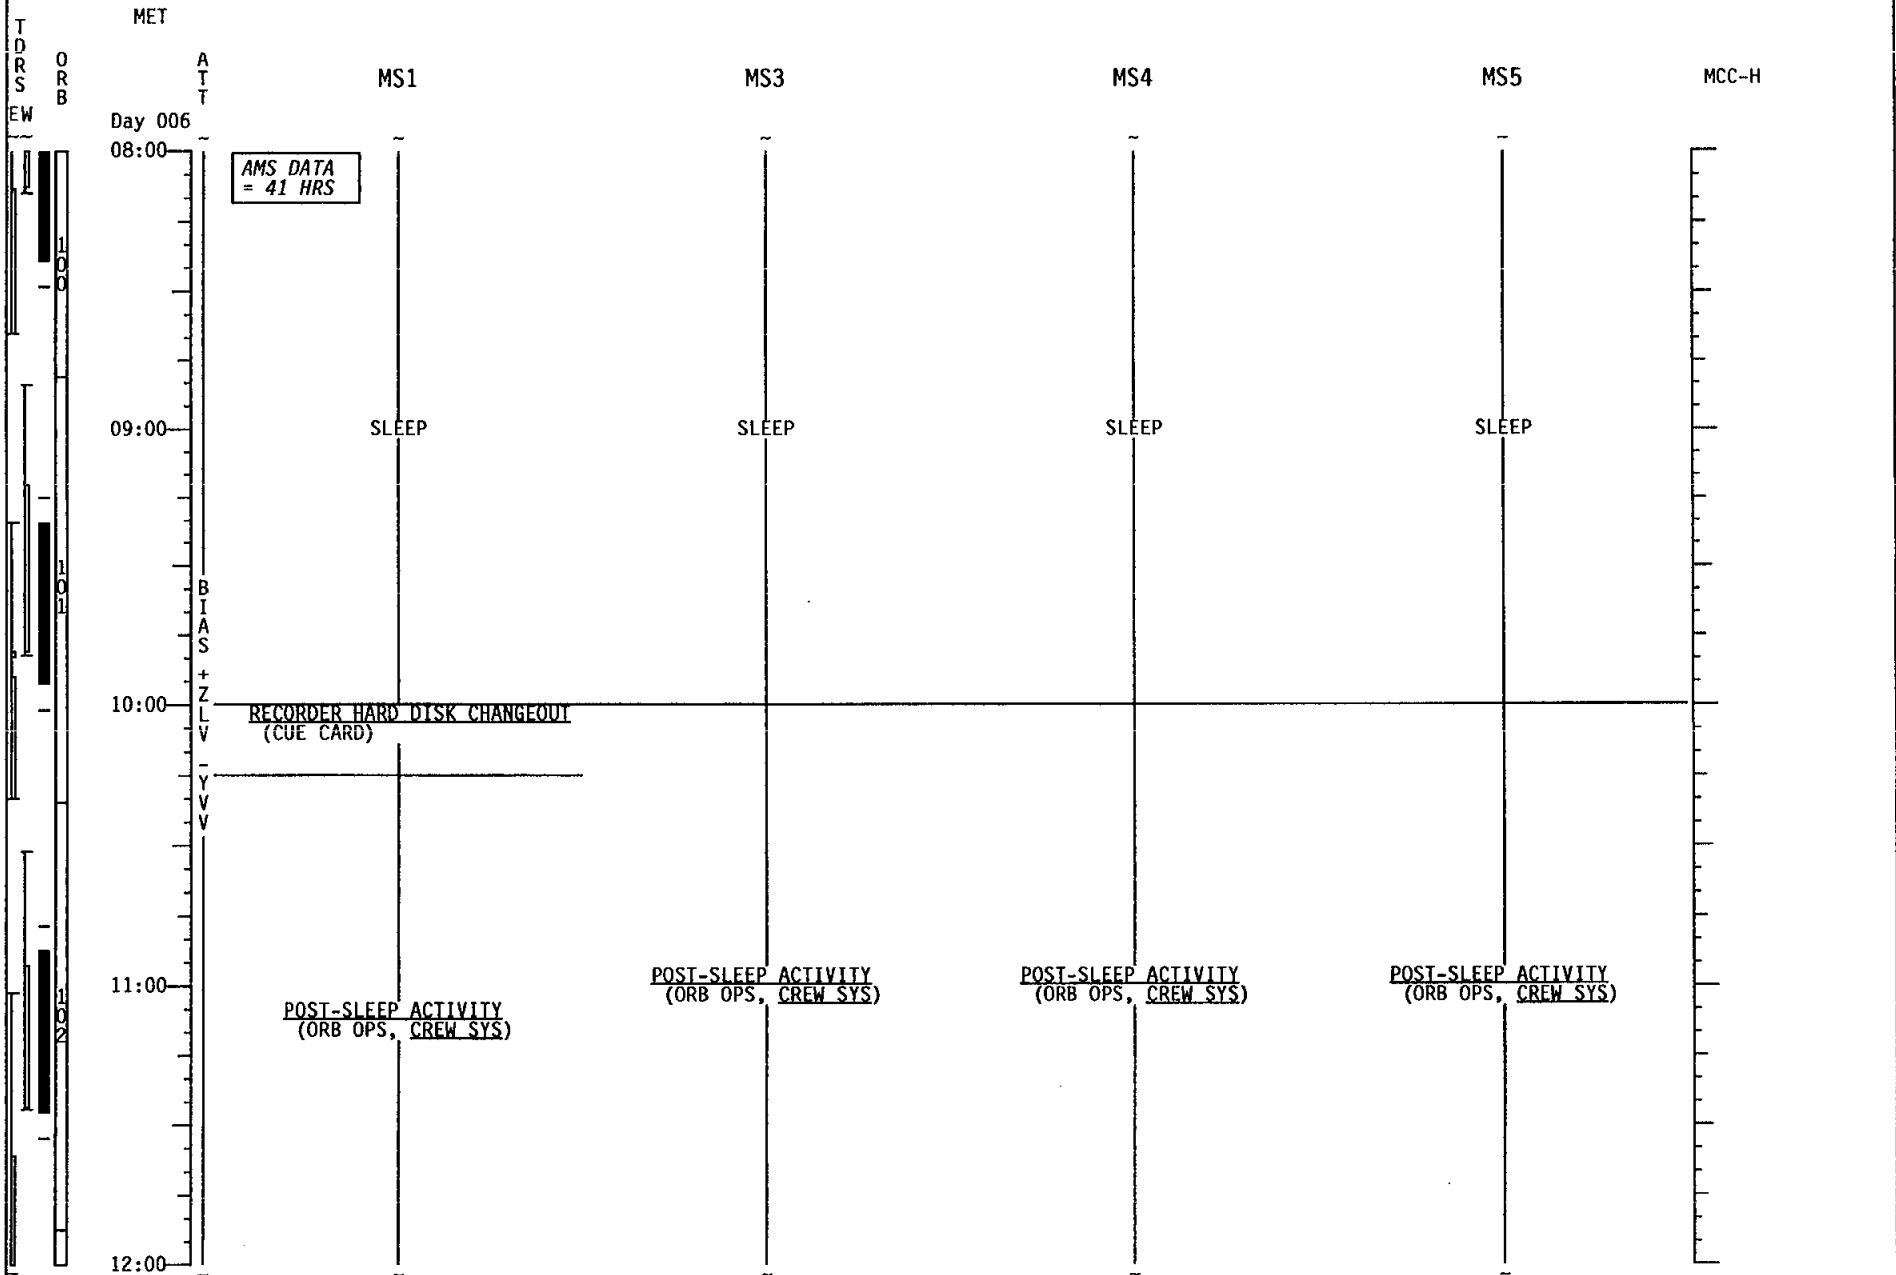 MET
TDRS
ORB
ATT
MS1
MS3
MS4
MS5
MCC-H
EW
Day 006
08:00
AMS DATA
= 41 HRS
100
09:00
SLEEP
SLEEP
SLEEP
SLEEP
101
BIAS +ZLV -YVV
10:00
RECORDER HARD DISK CHANGEOUT
(CUE CARD)
11:00
POST-SLEEP ACTIVITY
(ORB OPS, CREW SYS)
POST-SLEEP ACTIVITY
(ORB OPS, CREW SYS)
POST-SLEEP ACTIVITY
(ORB OPS, CREW SYS)
POST-SLEEP ACTIVITY
(ORB OPS, CREW SYS)
102
12:00